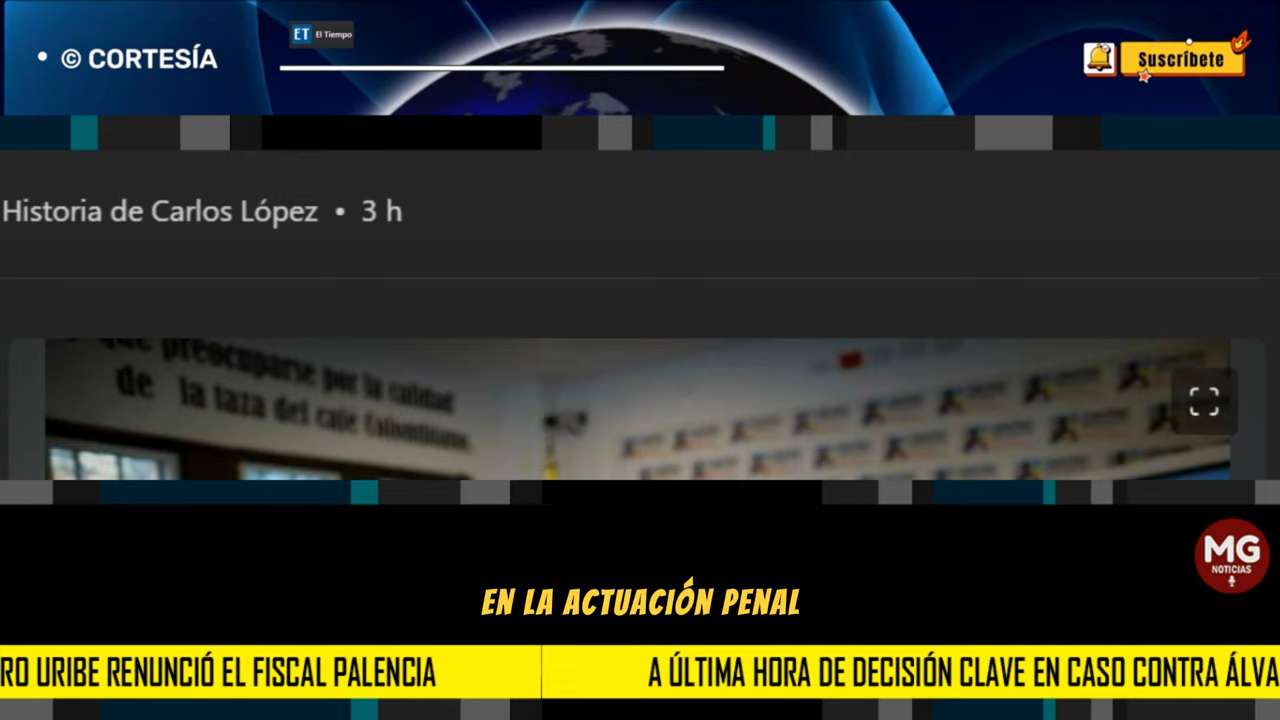 © CORTESÍA
ET El Tiempo
Suscríbete
Historia de Carlos López • 3 h
que preocuparse por la calidad
de la taza del café Colombiano.
MG
NOTICIAS
EN LA ACTUACIÓN PENAL
RO URIBE RENUNCIÓ EL FISCAL PALENCIA
A ÚLTIMA HORA DE DECISIÓN CLAVE EN CASO CONTRA ÁLVA